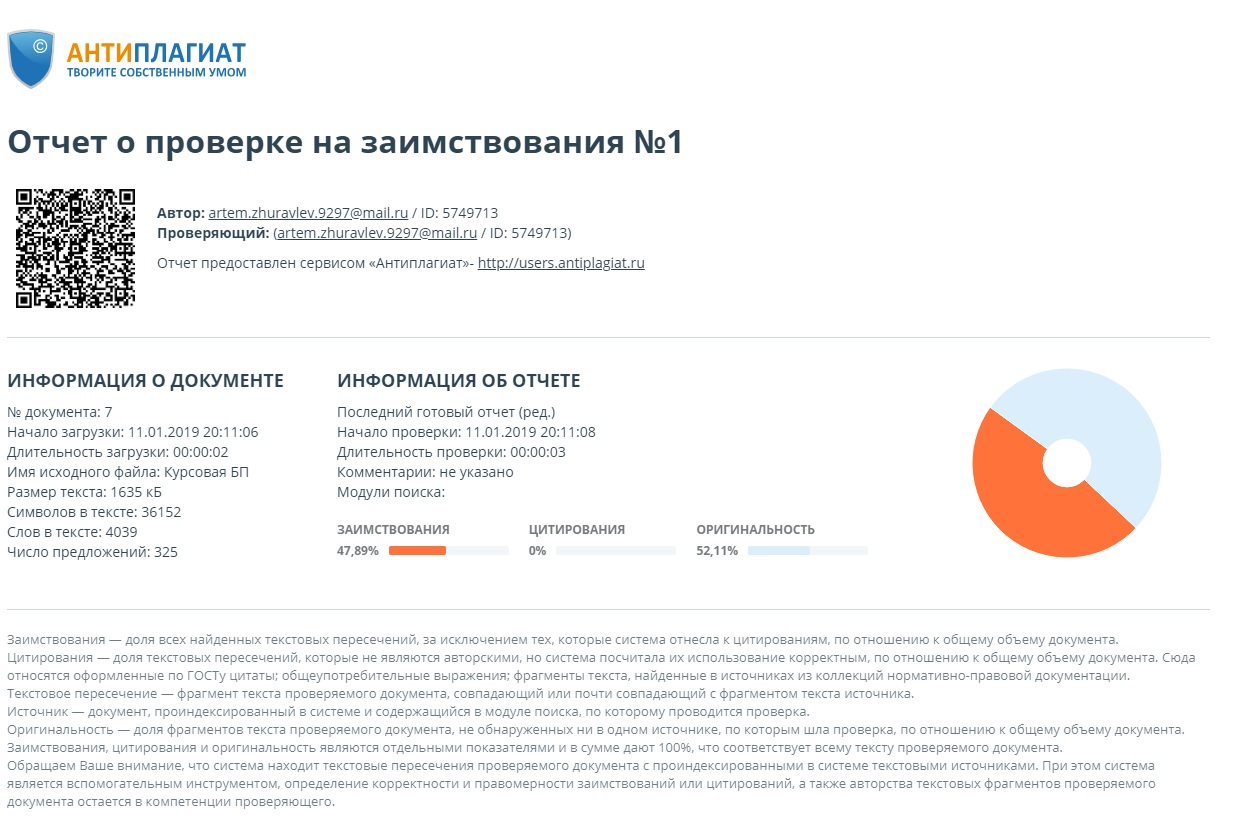 ©
АНТИПЛАГИАТ
ТВОРИТЕ СОБСТВЕННЫМ УМОМ
Отчет о проверке на заимствования №1
Автор: artem.zhuravlev.9297@mail.ru / ID: 5749713
Проверяющий: (artem.zhuravlev.9297@mail.ru / ID: 5749713)
Отчет предоставлен сервисом «Антиплагиат»- http://users.antiplagiat.ru
ИНФОРМАЦИЯ О ДОКУМЕНТЕ
№ документа: 7
Начало загрузки: 11.01.2019 20:11:06
Длительность загрузки: 00:00:02
Имя исходного файла: Курсовая БП
Размер текста: 1635 кБ
Cимволов в тексте: 36152
Слов в тексте: 4039
Число предложений: 325
ИНФОРМАЦИЯ ОБ ОТЧЕТЕ
Последний готовый отчет (ред.)
Начало проверки: 11.01.2019 20:11:08
Длительность проверки: 00:00:03
Комментарии: не указано
Модули поиска:
ЗАИМСТВОВАНИЯ
47,89%
ЦИТИРОВАНИЯ
0%
ОРИГИНАЛЬНОСТЬ
52,11%
Заимствования — доля всех найденных текстовых пересечений, за исключением тех, которые система отнесла к цитированиям, по отношению к общему объему документа.
Цитирования — доля текстовых пересечений, которые не являются авторскими, но система посчитала их использование корректным, по отношению к общему объему документа. Сюда
относятся оформленные по ГОСТу цитаты; общеупотребительные выражения; фрагменты текста, найденные в источниках из коллекций нормативно-правовой документации.
Текстовое пересечение — фрагмент текста проверяемого документа, совпадающий или почти совпадающий с фрагментом текста источника.
Источник — документ, проиндексированный в системе и содержащийся в модуле поиска, по которому проводится проверка.
Оригинальность — доля фрагментов текста проверяемого документа, не обнаруженных ни в одном источнике, по которым шла проверка, по отношению к общему объему документа.
Заимствования, цитирования и оригинальность являются отдельными показателями и в сумме дают 100%, что соответствует всему тексту проверяемого документа.
Обращаем Ваше внимание, что система находит текстовые пересечения проверяемого документа с проиндексированными в системе текстовыми источниками. При этом система
является вспомогательным инструментом, определение корректности и правомерности заимствований или цитирований, а также авторства текстовых фрагментов проверяемого
документа остается в компетенции проверяющего.